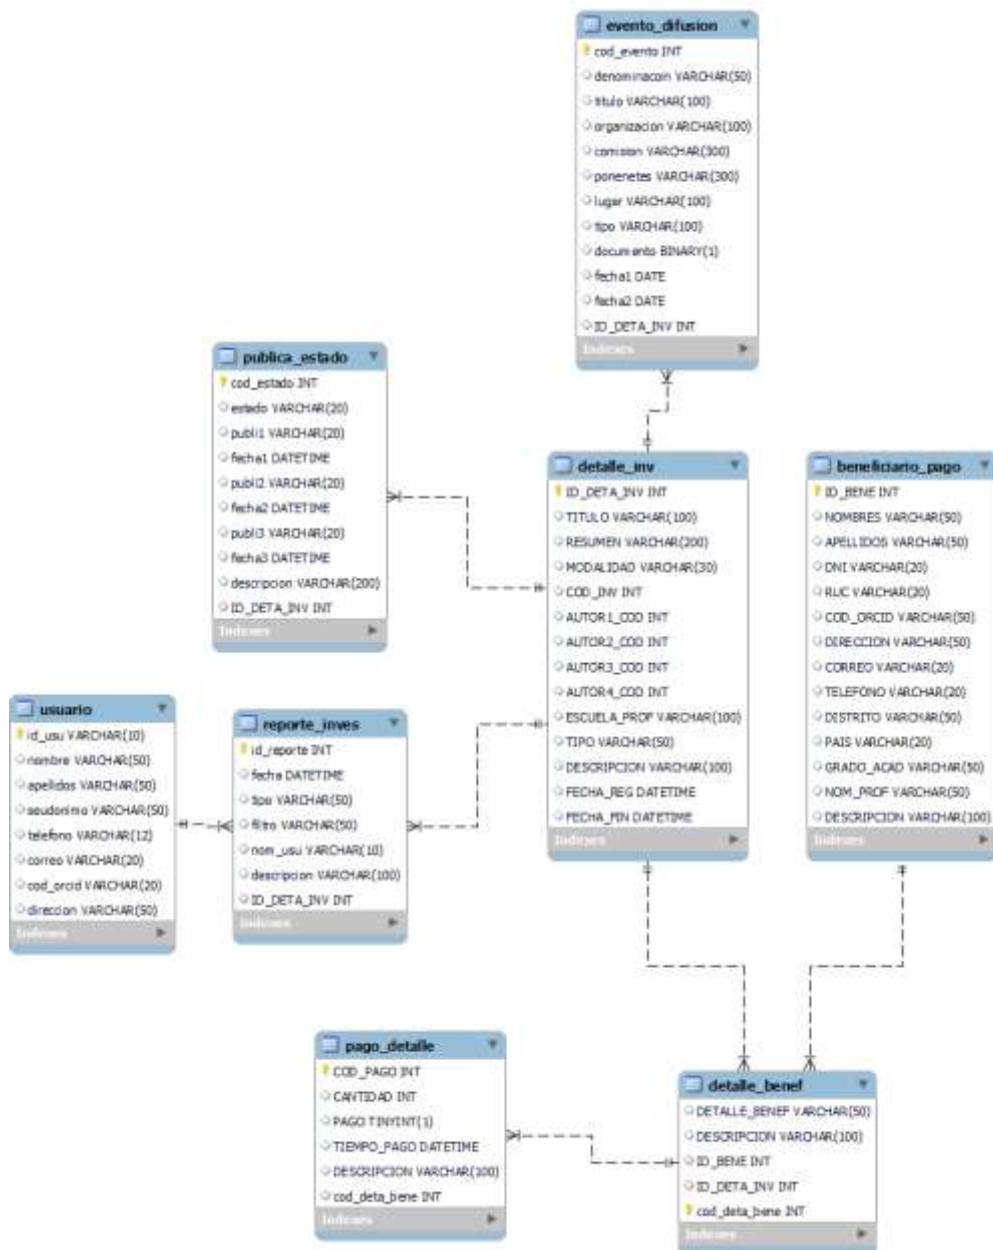 evento_difusion
cod_evento INT
denominacoin VARCHAR(50)
titulo VARCHAR(100)
organizacion VARCHAR(100)
comision VARCHAR(300)
ponenetes VARCHAR(300)
lugar VARCHAR(100)
tipo VARCHAR(100)
documento BINARY(1)
fecha1 DATE
fecha2 DATE
ID_DETA_INV INT
Indexes
publica_estado
cod_estado INT
estado VARCHAR(20)
publi1 VARCHAR(20)
fecha1 DATETIME
publi2 VARCHAR(20)
fecha2 DATETIME
publi3 VARCHAR(20)
fecha3 DATETIME
descripcion VARCHAR(200)
ID_DETA_INV INT
Indexes
detalle_inv
ID_DETA_INV INT
TITULO VARCHAR(100)
RESUMEN VARCHAR(200)
MODALIDAD VARCHAR(30)
COD_INV INT
AUTOR1_COD INT
AUTOR2_COD INT
AUTOR3_COD INT
AUTOR4_COD INT
ESCUELA_PROF VARCHAR(100)
TIPO VARCHAR(50)
DESCRIPCION VARCHAR(100)
FECHA_REG DATETIME
FECHA_FIN DATETIME
Indexes
beneficiario_pago
ID_BENE INT
NOMBRES VARCHAR(50)
APELLIDOS VARCHAR(50)
DNI VARCHAR(20)
RUC VARCHAR(20)
COD_ORCID VARCHAR(50)
DIRECCION VARCHAR(50)
CORREO VARCHAR(20)
TELEFONO VARCHAR(20)
DISTRITO VARCHAR(50)
PAIS VARCHAR(20)
GRADO_ACAD VARCHAR(50)
NOM_PROF VARCHAR(50)
DESCRIPCION VARCHAR(100)
Indexes
usuario
id_usu VARCHAR(10)
nombre VARCHAR(50)
apellidos VARCHAR(50)
seudonimo VARCHAR(50)
telefono VARCHAR(12)
correo VARCHAR(20)
cod_orcid VARCHAR(20)
direccion VARCHAR(50)
Indexes
reporte_inves
id_reporte INT
fecha DATETIME
tipo VARCHAR(50)
filtro VARCHAR(50)
nom_usu VARCHAR(10)
descripcion VARCHAR(100)
ID_DETA_INV INT
Indexes
pago_detalle
COD_PAGO INT
CANTIDAD INT
PAGO TINYINT(1)
TIEMPO_PAGO DATETIME
DESCRIPCION VARCHAR(100)
cod_deta_bene INT
Indexes
detalle_benef
DETALLE_BENEF VARCHAR(50)
DESCRIPCION VARCHAR(100)
ID_BENE INT
ID_DETA_INV INT
cod_deta_bene INT
Indexes